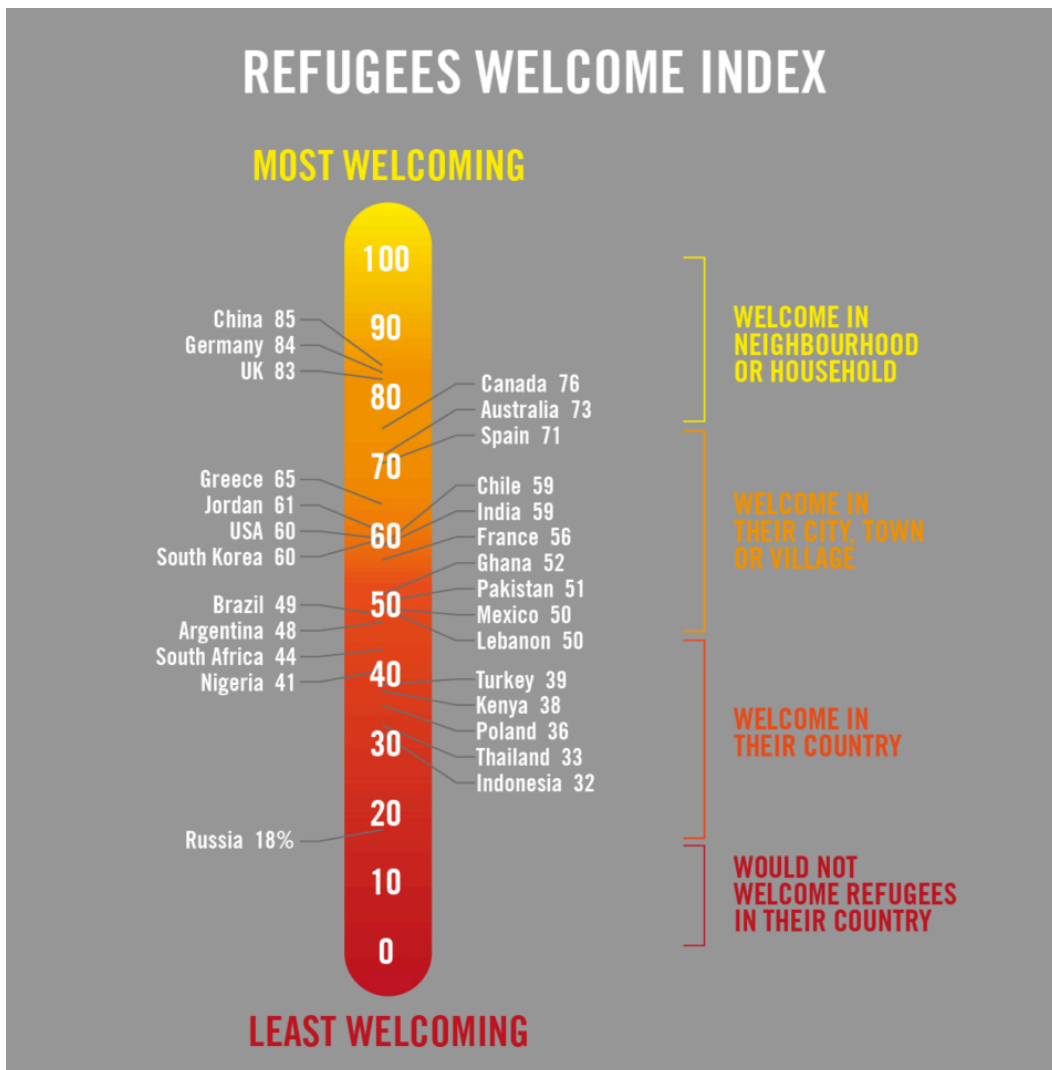 REFUGEES WELCOME INDEX
MOST WELCOMING
100
90
80
70
60
50
40
30
20
10
0
China 85
Germany 84
UK 83
Canada 76
Australia 73
Spain 71
Greece 65
Jordan 61
USA 60
South Korea 60
Chile 59
India 59
France 56
Ghana 52
Pakistan 51
Mexico 50
Lebanon 50
Brazil 49
Argentina 48
South Africa 44
Nigeria 41
Turkey 39
Kenya 38
Poland 36
Thailand 33
Indonesia 32
Russia 18%
WELCOME IN
NEIGHBOURHOOD
OR HOUSEHOLD
WELCOME IN
THEIR CITY, TOWN
OR VILLAGE
WELCOME IN
THEIR COUNTRY
WOULD NOT
WELCOME REFUGEES
IN THEIR COUNTRY
LEAST WELCOMING